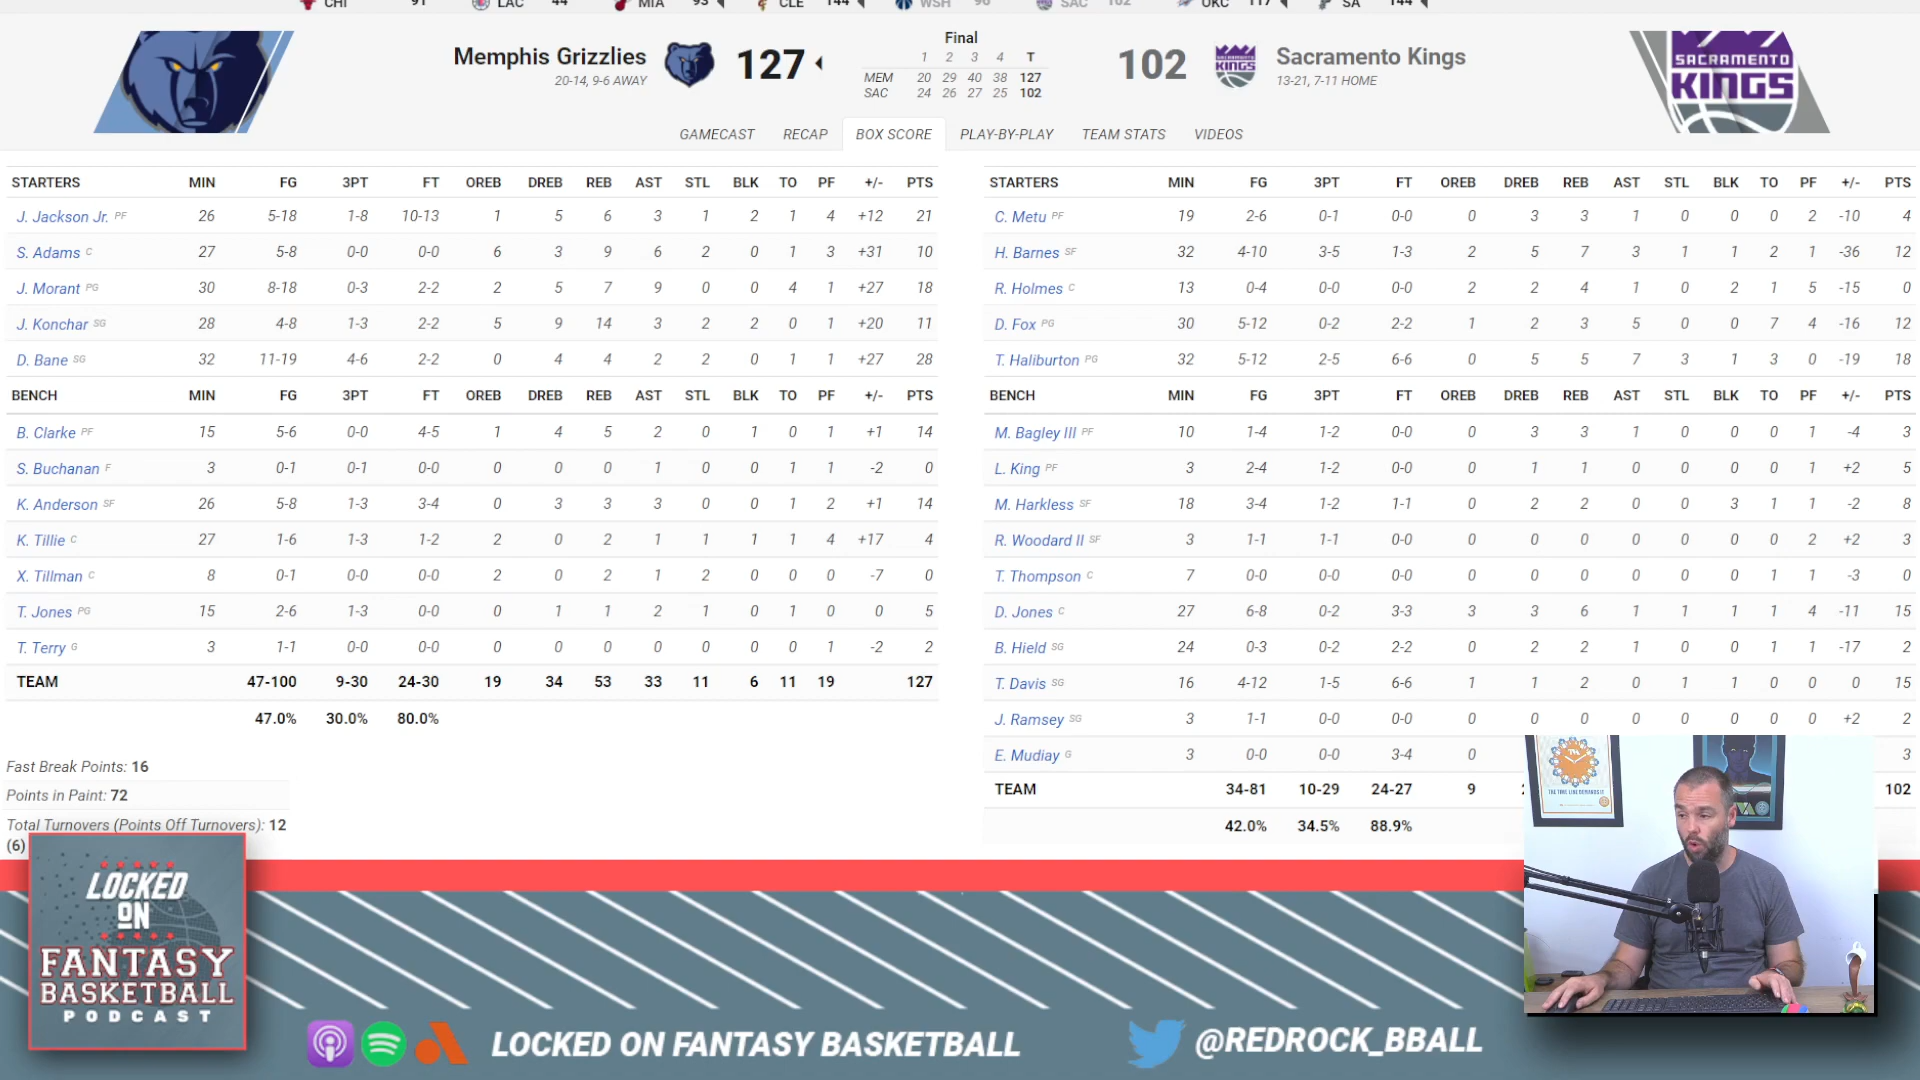 CHI 91 LAC 44 MIA 93 CLE 144 WSH 96 SAC 102 OKC 117 SA 144
Memphis Grizzlies
20-14, 9-6 AWAY
127
Final
1 2 3 4 T
MEM 20 29 40 38 127
SAC 24 26 27 25 102
102
Sacramento Kings
13-21, 7-11 HOME
SACRAMENTO
KINGS
SACRAMENTO
KINGS
GAMECAST RECAP BOX SCORE PLAY-BY-PLAY TEAM STATS VIDEOS
STARTERS MIN FG 3PT FT OREB DREB REB AST STL BLK TO PF +/- PTS
J. Jackson Jr. PF 26 5-18 1-8 10-13 1 5 6 3 1 2 1 4 +12 21
S. Adams C 27 5-8 0-0 0-0 6 3 9 6 2 0 1 3 +31 10
J. Morant PG 30 8-18 0-3 2-2 2 5 7 9 0 0 4 1 +27 18
J. Konchar SG 28 4-8 1-3 2-2 5 9 14 3 2 2 0 1 +20 11
D. Bane SG 32 11-19 4-6 2-2 0 4 4 2 2 0 1 1 +27 28
BENCH MIN FG 3PT FT OREB DREB REB AST STL BLK TO PF +/- PTS
B. Clarke PF 15 5-6 0-0 4-5 1 4 5 2 0 1 0 1 +1 14
S. Buchanan F 3 0-1 0-1 0-0 0 0 0 1 0 0 1 1 -2 0
K. Anderson SF 26 5-8 1-3 3-4 0 3 3 3 0 0 1 2 +1 14
K. Tillie C 27 1-6 1-3 1-2 2 0 2 1 1 1 1 4 +17 4
X. Tillman C 8 0-1 0-0 0-0 2 0 2 1 2 0 0 0 -7 0
T. Jones PG 15 2-6 1-3 0-0 0 1 1 2 1 0 1 0 0 5
T. Terry G 3 1-1 0-0 0-0 0 0 0 0 0 0 0 1 -2 2
TEAM 47-100 9-30 24-30 19 34 53 33 11 6 11 19 127
47.0% 30.0% 80.0%
Fast Break Points: 16
Points in Paint: 72
Total Turnovers (Points Off Turnovers): 12
(6)
STARTERS MIN FG 3PT FT OREB DREB REB AST STL BLK TO PF +/- PTS
C. Metu PF 19 2-6 0-1 0-0 0 3 3 1 0 0 0 2 -10 4
H. Barnes SF 32 4-10 3-5 1-3 2 5 7 3 1 1 2 1 -36 12
R. Holmes C 13 0-4 0-0 0-0 2 2 4 1 0 2 1 5 -15 0
D. Fox PG 30 5-12 0-2 2-2 1 2 3 5 0 0 7 4 -16 12
T. Haliburton PG 32 5-12 2-5 6-6 0 5 5 7 3 1 3 0 -19 18
BENCH MIN FG 3PT FT OREB DREB REB AST STL BLK TO PF +/- PTS
M. Bagley III PF 10 1-4 1-2 0-0 0 3 3 1 0 0 0 1 -4 3
L. King PF 3 2-4 1-2 0-0 0 1 1 0 0 0 0 1 +2 5
M. Harkless SF 18 3-4 1-2 1-1 0 2 2 0 0 3 1 1 -2 8
R. Woodard II SF 3 1-1 1-1 0-0 0 0 0 0 0 0 0 2 +2 3
T. Thompson C 7 0-0 0-0 0-0 0 0 0 0 0 0 1 1 -3 0
D. Jones C 27 6-8 0-2 3-3 3 3 6 1 1 1 1 4 -11 15
B. Hield SG 24 0-3 0-2 2-2 0 2 2 1 0 0 1 1 -17 2
T. Davis SG 16 4-12 1-5 6-6 1 1 2 0 1 1 0 0 0 15
J. Ramsey SG 3 1-1 0-0 0-0 0 0 0 0 0 0 0 0 +2 2
E. Mudiay G 3 0-0 0-0 3-4 0 3
TEAM 34-81 10-29 24-27 9 102
42.0% 34.5% 88.9%
LOCKED
ON
FANTASY
BASKETBALL
PODCAST
LOCKED ON FANTASY BASKETBALL
@REDROCK_BBALL